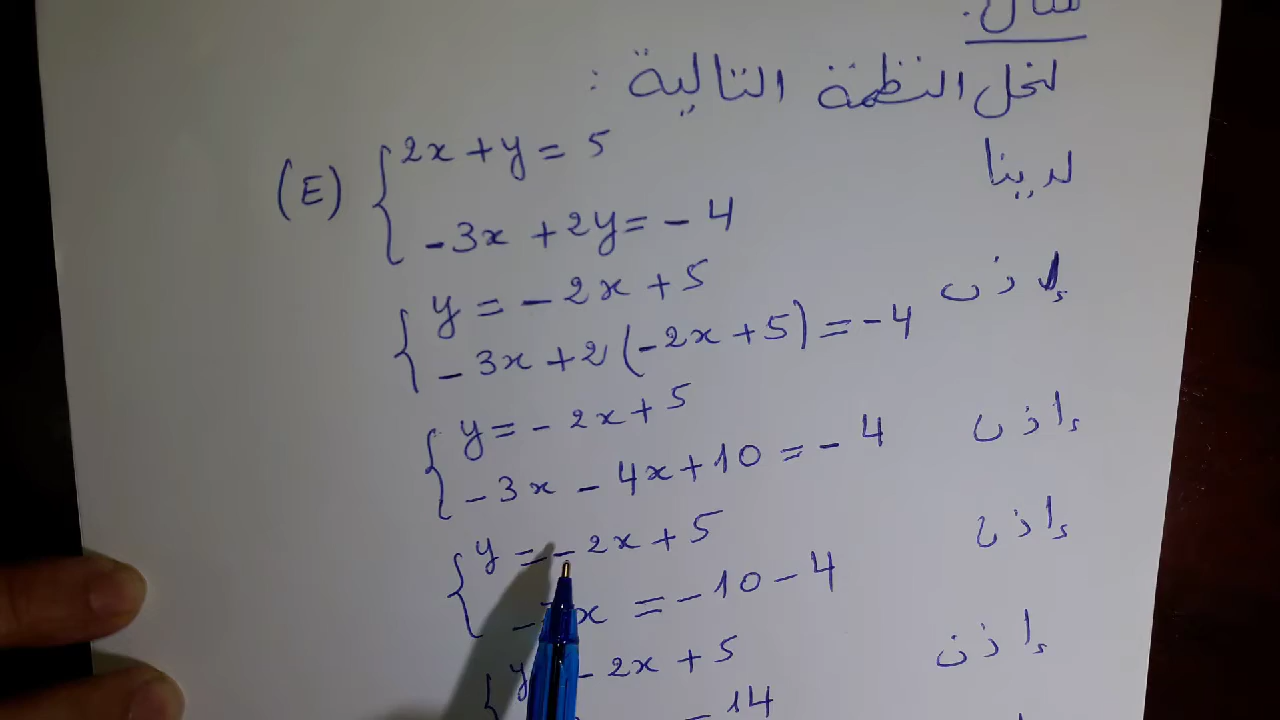 مثال:
لنحل النظمة التالية :
لدينا (E) { 2x + y = 5
-3x + 2y = -4
إذن { y = -2x + 5
-3x + 2(-2x + 5) = -4
إذن { y = -2x + 5
-3x - 4x + 10 = -4
إذن { y = -2x + 5
x = -10 - 4
إذن { y -2x + 5
-14